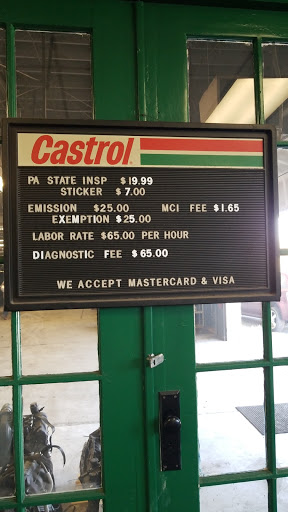 Castrol
PA STATE INSP $19.99
STICKER $7.00
EMISSION $25.00 MCI FEE $1.65
EXEMPTION $25.00
LABOR RATE $65.00 PER HOUR
DIAGNOSTIC FEE $65.00
WE ACCEPT MASTERCARD & VISA